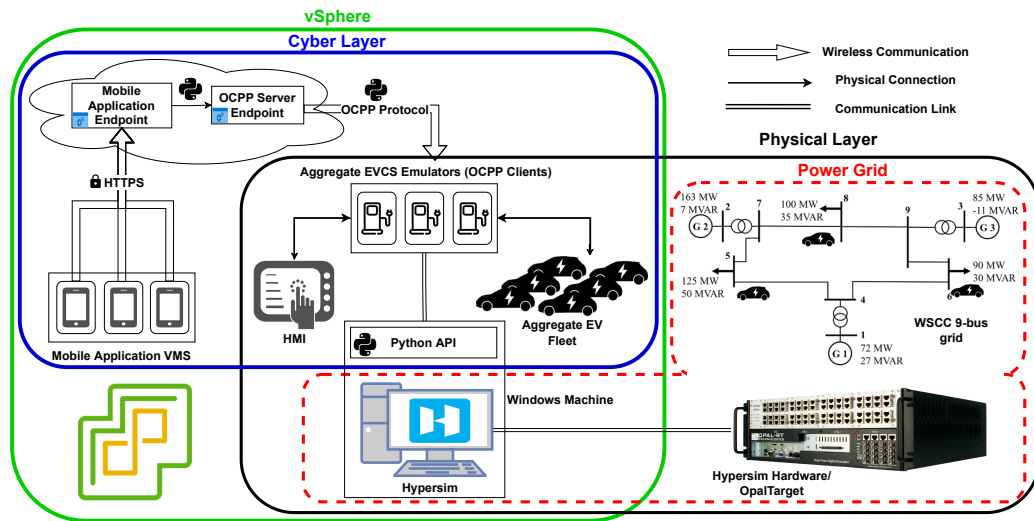 vSphere
Cyber Layer
Mobile
Application
Endpoint
OCPP Server
Endpoint
OCPP Protocol
HTTPS
Mobile Application VMS
Wireless Communication
Physical Connection
Communication Link
Physical Layer
Aggregate EVCS Emulators (OCPP Clients)
HMI
Aggregate EV
Fleet
Python API
Windows Machine
Hypersim
Power Grid
163 MW
7 MVAR
G 2
2
7
100 MW
35 MVAR
8
9
3
85 MW
-11 MVAR
G 3
5
125 MW
50 MVAR
90 MW
30 MVAR
6
4
1
G 1
72 MW
27 MVAR
WSCC 9-bus
grid
OPAL-RT
TECHNOLOGIES
Hypersim Hardware/
OpalTarget